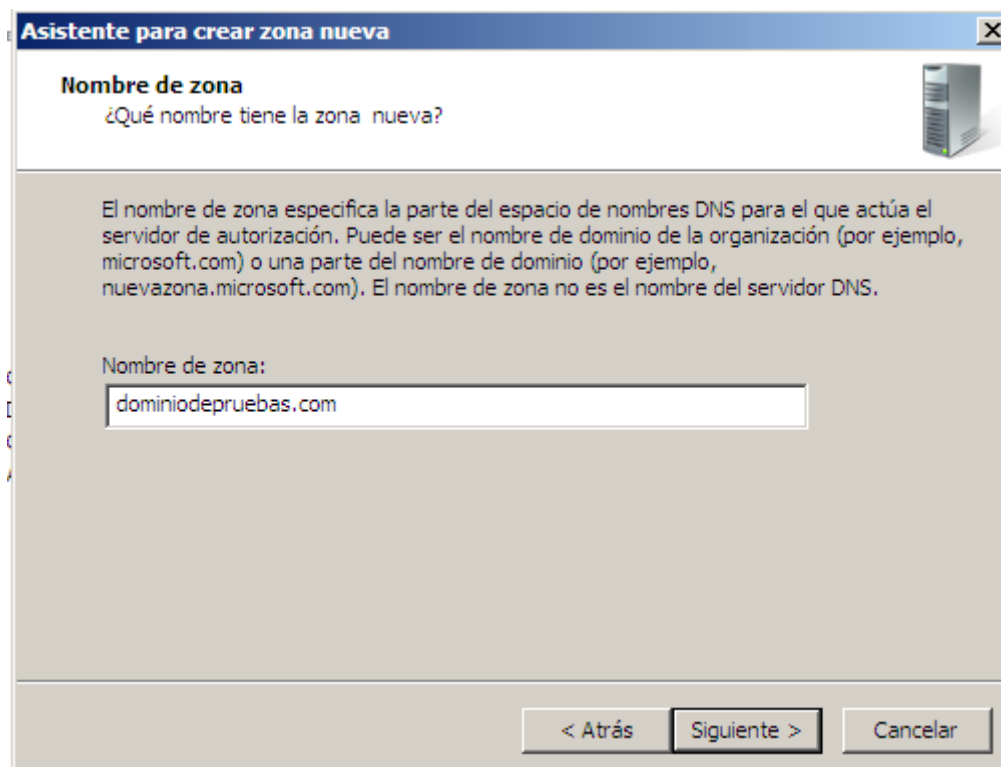 Asistente para crear zona nueva
Nombre de zona
¿Qué nombre tiene la zona nueva?
El nombre de zona especifica la parte del espacio de nombres DNS para el que actúa el
servidor de autorización. Puede ser el nombre de dominio de la organización (por ejemplo,
microsoft.com) o una parte del nombre de dominio (por ejemplo,
nuevazona.microsoft.com). El nombre de zona no es el nombre del servidor DNS.
Nombre de zona:
dominiodepruebas.com
< Atrás
Siguiente >
Cancelar